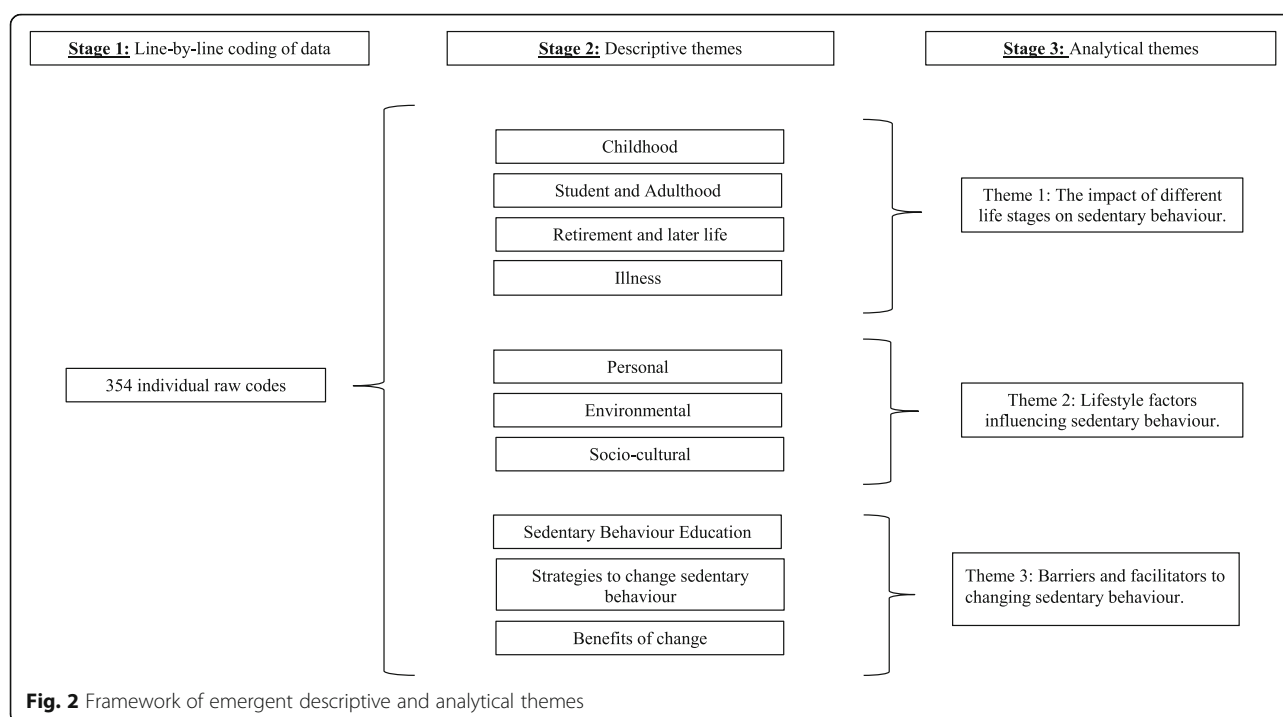 Stage 1: Line-by-line coding of data
Stage 2: Descriptive themes
Stage 3: Analytical themes
354 individual raw codes
Childhood
Student and Adulthood
Retirement and later life
Illness
Personal
Environmental
Socio-cultural
Sedentary Behaviour Education
Strategies to change sedentary
behaviour
Benefits of change
Theme 1: The impact of different
life stages on sedentary behaviour.
Theme 2: Lifestyle factors
influencing sedentary behaviour.
Theme 3: Barriers and facilitators to
changing sedentary behaviour.
Fig. 2 Framework of emergent descriptive and analytical themes